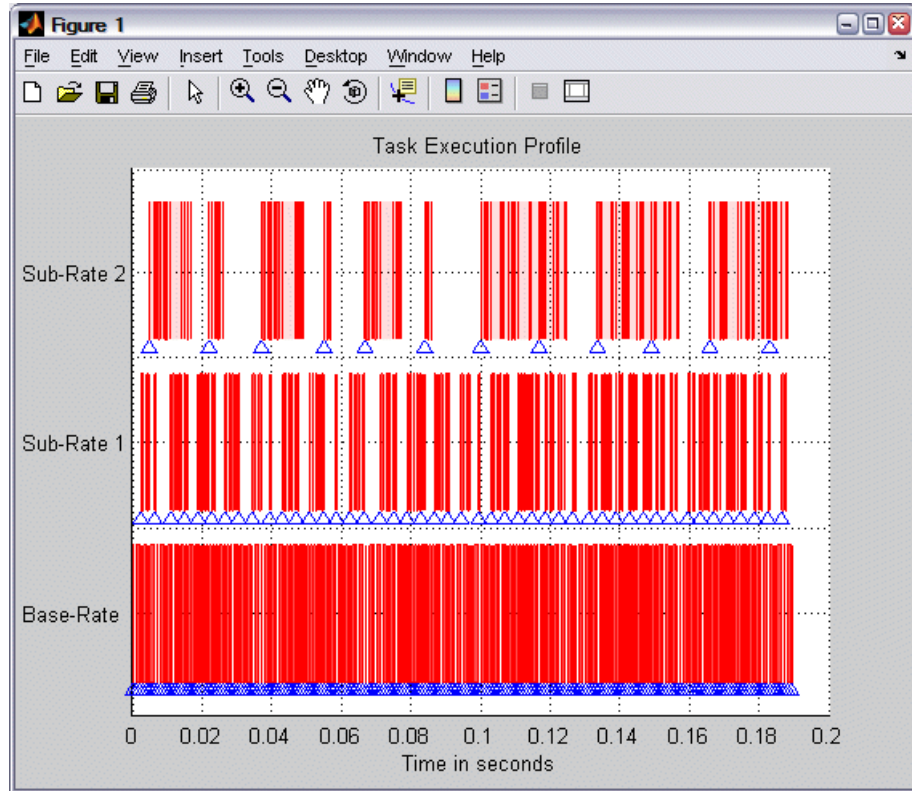 Figure 1
File Edit View Insert Tools Desktop Window Help
Task Execution Profile
Sub-Rate 2
Sub-Rate 1
Base-Rate
0 0.02 0.04 0.06 0.08 0.1 0.12 0.14 0.16 0.18 0.2
Time in seconds